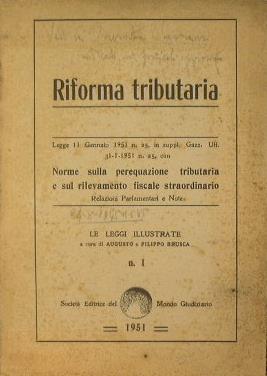 Riforma tributaria
Legge 11 Gennaio 1951 n. 25, in suppl. Gazz. Uff.
31-1-1951 n. 25, con
Norme sulla perequazione tributaria
e sul rilevamento fiscale straordinario
Relazioni Parlamentari e Note
LE LEGGI ILLUSTRATE
a cura di AUGUSTO e FILIPPO BRUSCA
n. 1
Società Editrice del Mondo Giudiziario
1951